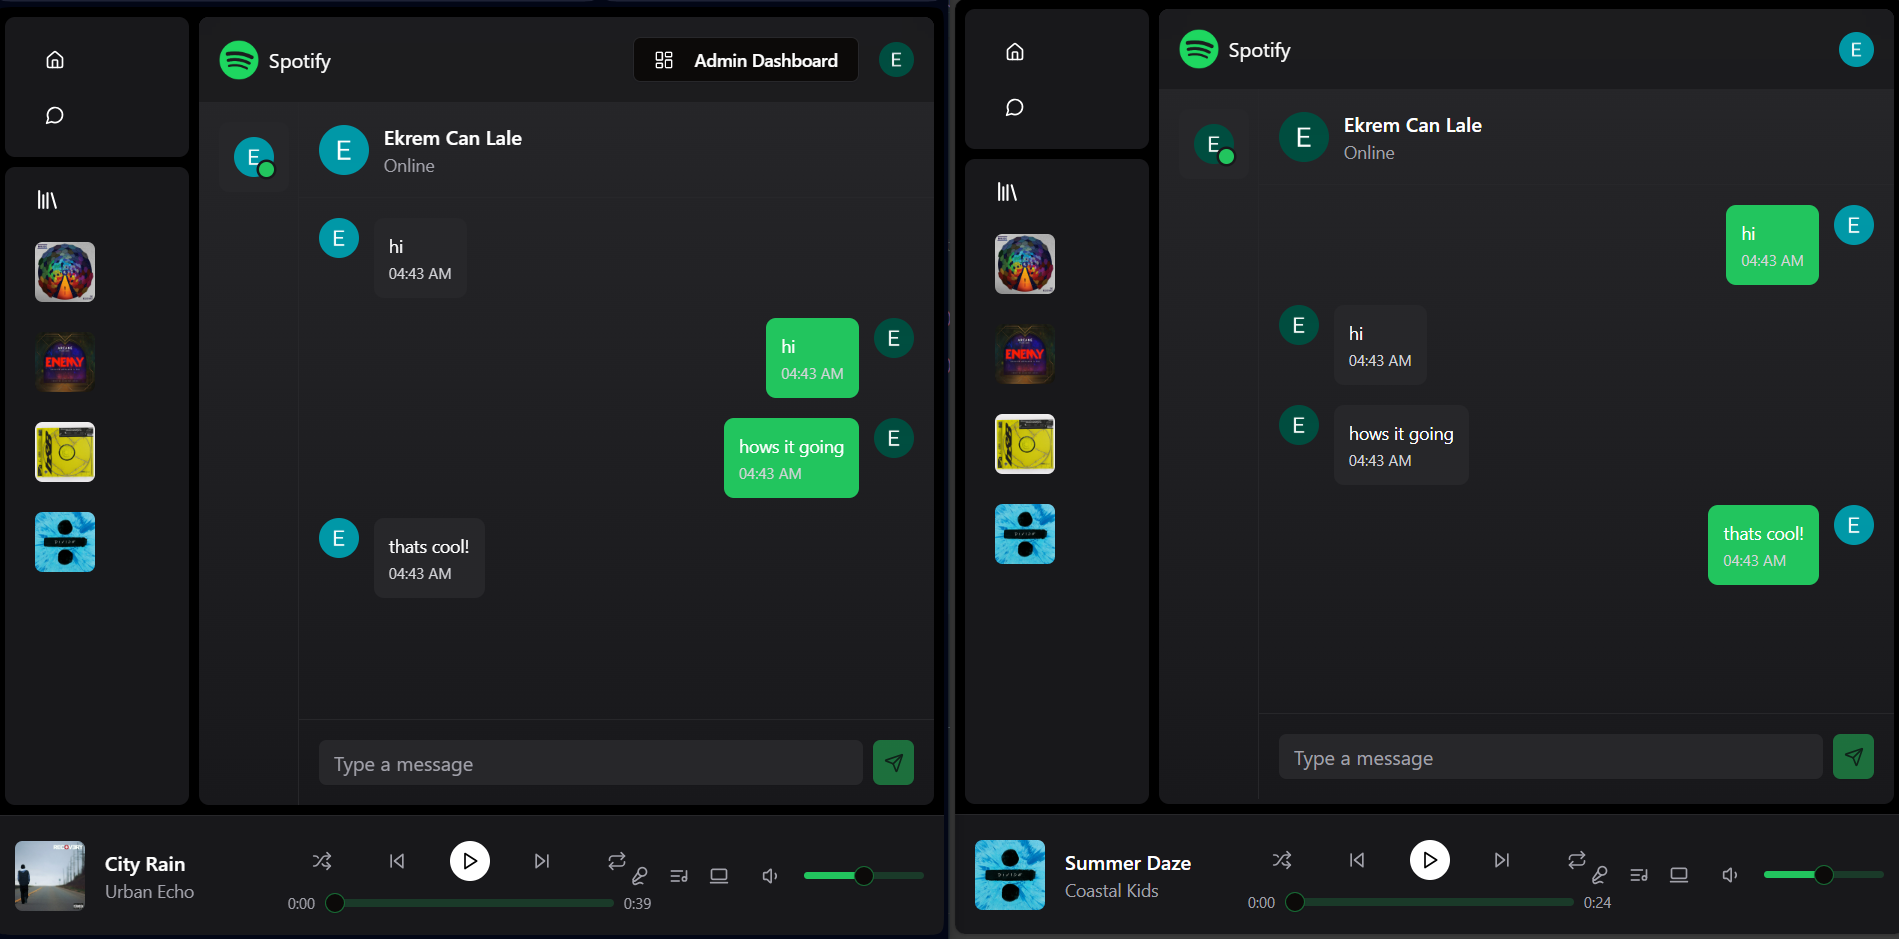 Spotify
Admin Dashboard
E
E
E
Ekrem Can Lale
Online
E
hi
04:43 AM
hi
04:43 AM
E
hows it going
04:43 AM
E
E
thats cool!
04:43 AM
ENEMY
Type a message
RECOVERY
City Rain
Urban Echo
0:00
0:39
Spotify
E
E
E
Ekrem Can Lale
Online
hi
04:43 AM
E
E
hi
04:43 AM
E
hows it going
04:43 AM
thats cool!
04:43 AM
E
ENEMY
Type a message
Summer Daze
Coastal Kids
0:00
0:24